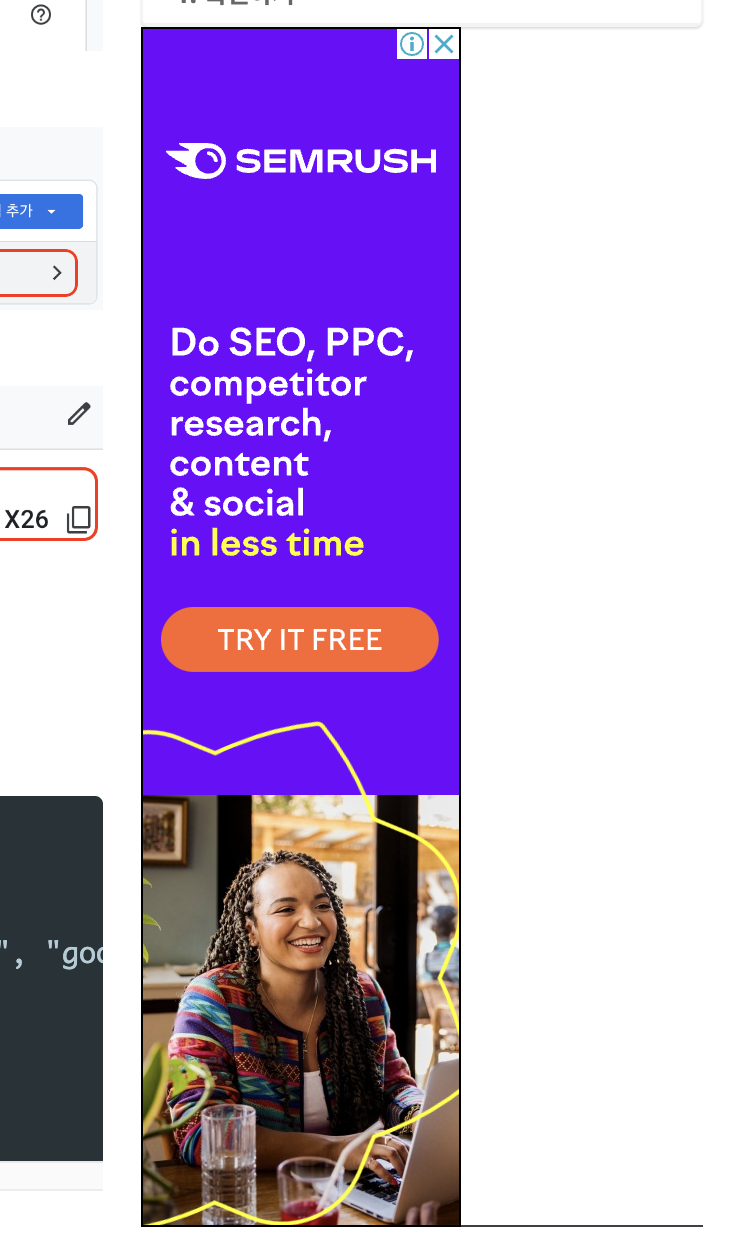 추가
X26
", "goo
SEMRUSH
Do SEO, PPC,
competitor
research,
content
& social
in less time
TRY IT FREE